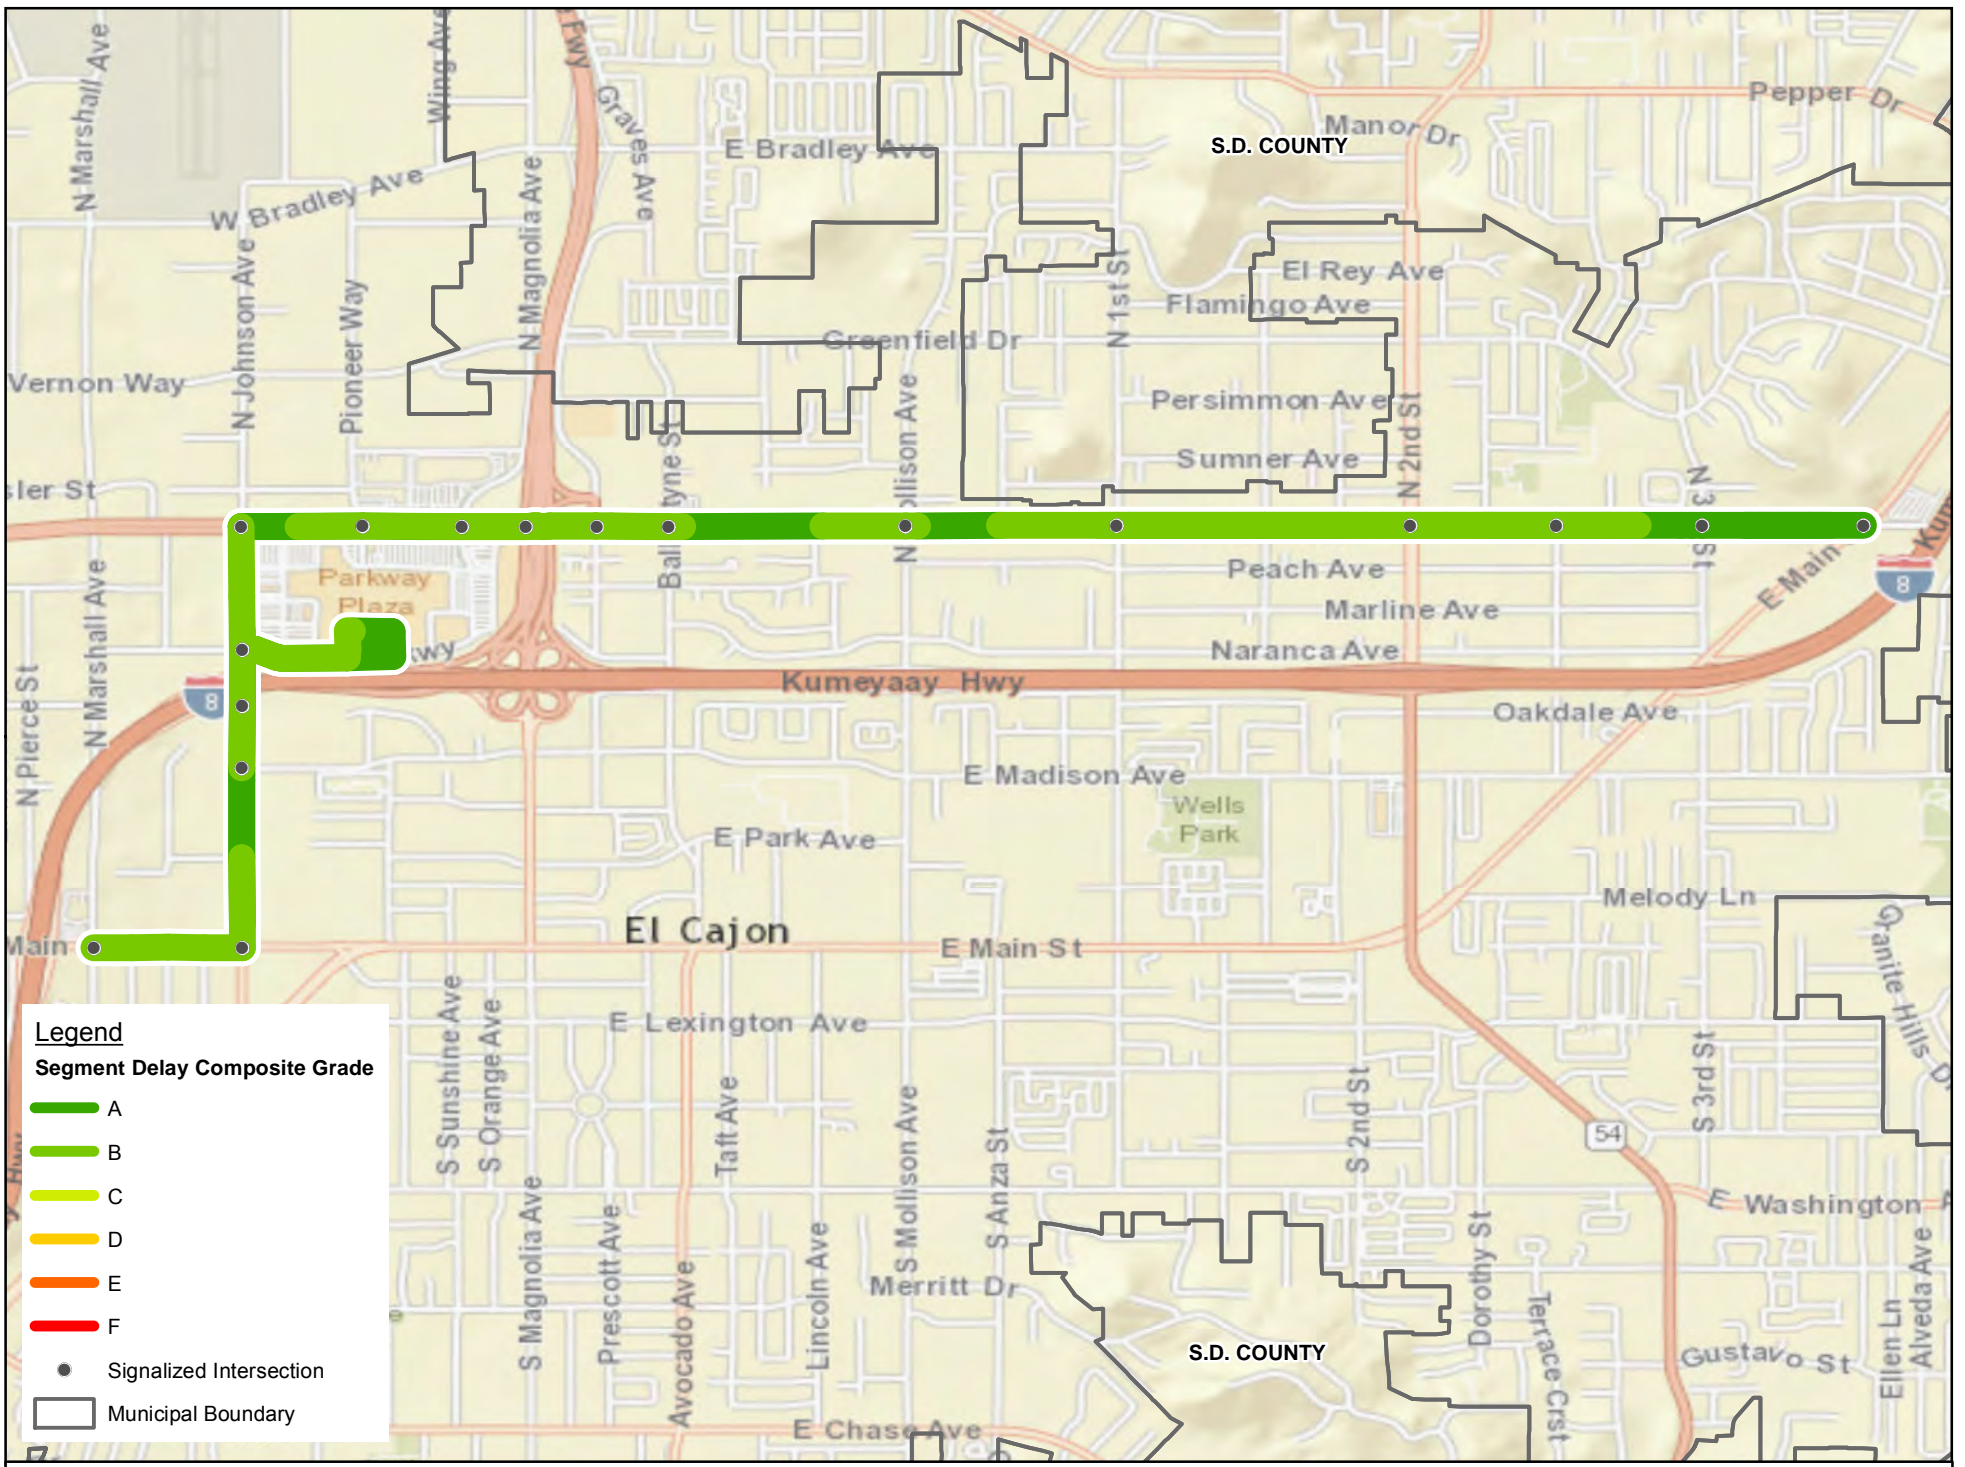 N Marshall Ave
Wing Ave
Fwy
Graves Ave
Pepper Dr
Manor Dr
S.D. COUNTY
E Bradley Ave
W Bradley Ave
N Johnson Ave
Pioneer Way
N Magnolia Ave
N 1st St
El Rey Ave
Flamingo Ave
Greenfield Dr
Vernon Way
Persimmon Ave
N 2nd St
Sumner Ave
sler St
Parkway
Plaza
kwy
Peach Ave
Marline Ave
Naranca Ave
E Main
8
N Pierce St
N Marshall Ave
8
Kumeyaay Hwy
Oakdale Ave
E Madison Ave
Wells
Park
E Park Ave
Melody Ln
El Cajon
Main
E Main St
Granite Hills D
E Lexington Ave
S Sunshine Ave
S Orange Ave
Taft Ave
S Mollison Ave
S Anza St
S 2nd St
S 3rd St
54
E Washington A
S Magnolia Ave
Prescott Ave
Avocado Ave
Lincoln Ave
Merritt Dr
Dorothy St
Terrace Crst
S.D. COUNTY
Gustavo St
Ellen Ln
Alveda Ave
E Chase Ave
Hwy
Legend
Segment Delay Composite Grade
A
B
C
D
E
F
Signalized Intersection
Municipal Boundary